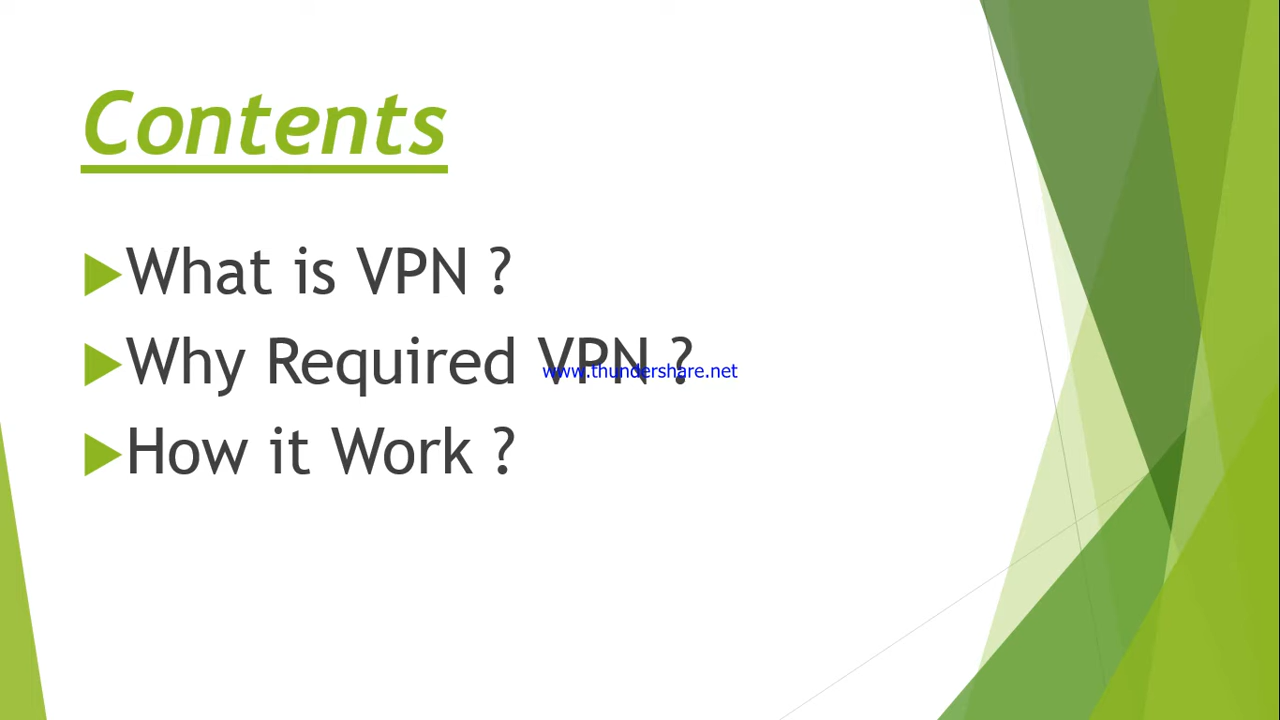 Contents
What is VPN ?
Why Required VPN ?
www.thundershare.net
How it Work ?